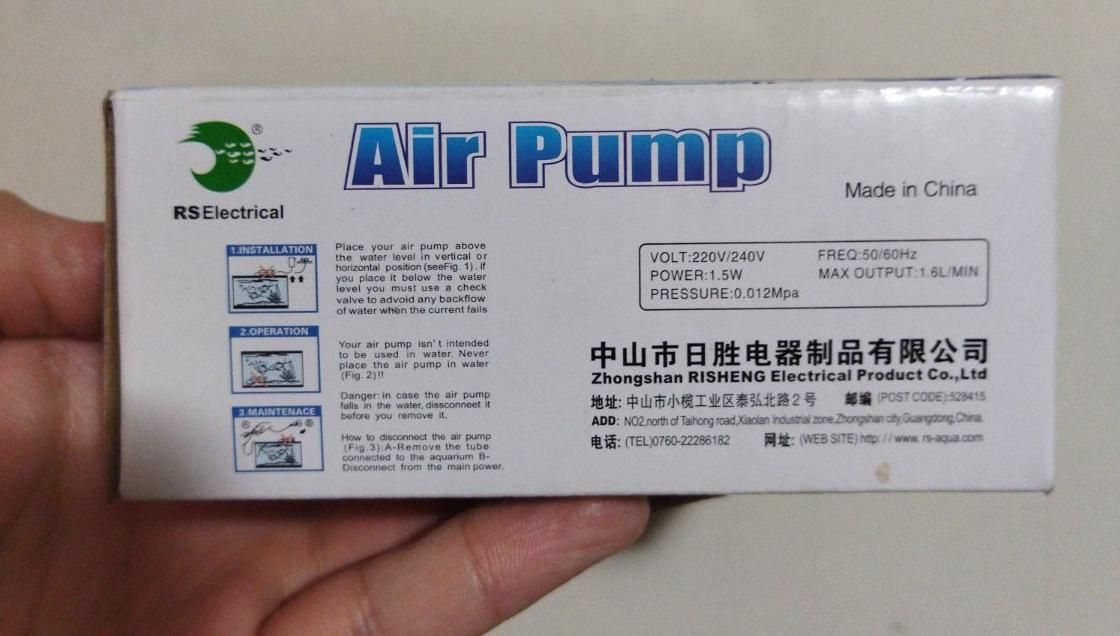 Air Pump
®
RS Electrical
Made in China
1.INSTALLATION
Place your air pump above
the water level in vertical or
horizontal position (seeFig. 1). if
you place it below the water
level you must use a check
valve to advoid any backflow
of water when the current fails
2.OPERATION
Your air pump isn't intended
to be used in water. Never
place the air pump in water
(Fig. 2)!!
Danger: in case the air pump
falls in the water, dissconneet it
before you remove it.
3.MAINTENACE
A B
How to disconnect the air pump
(Fig.3):A-Remove the tube
connected to the aquarium B-
Disconnect from the main power.
VOLT:220V/240V FREQ:50/60Hz
POWER:1.5W MAX OUTPUT:1.6L/MIN
PRESSURE:0.012Mpa
中山市日胜电器制品有限公司
Zhongshan RISHENG Electrical Product Co.,Ltd
地址: 中山市小榄工业区泰弘北路2号 邮编 (POST CODE):528415
ADD: NO2,north of Taihong road,Xiaolan Industrial zone,Zhongshan city,Guangdong,China.
电话: (TEL)0760-22286182 网址: (WEB SITE) http: // www. rs-aqua.com